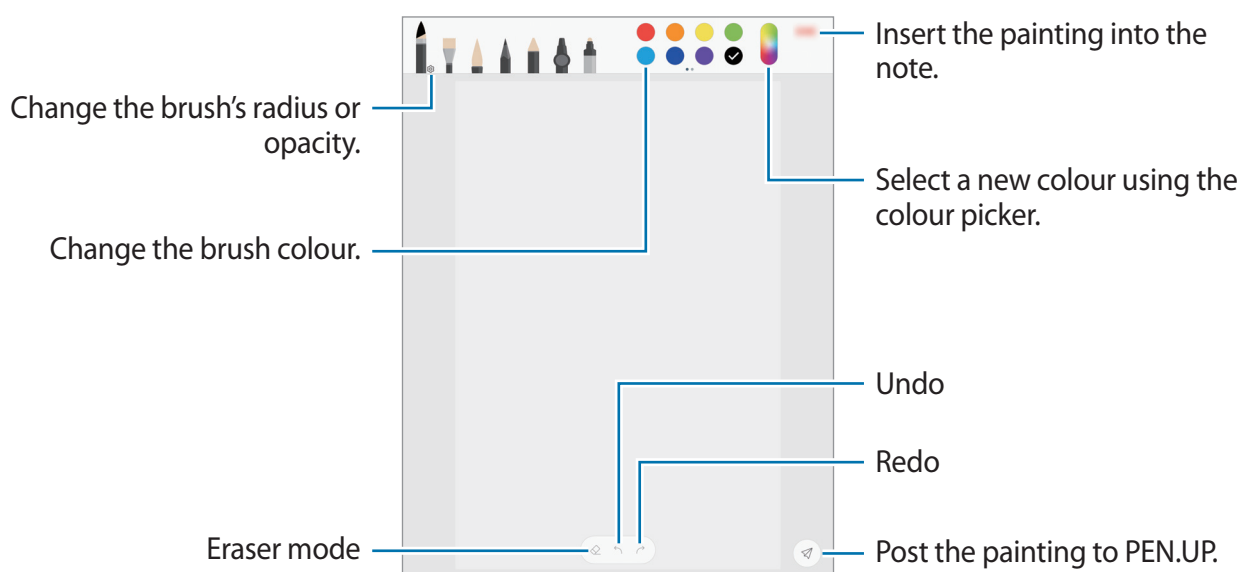 Insert the painting into the
note.
Change the brush's radius or
opacity.
Select a new colour using the
colour picker.
Change the brush colour.
Undo
Redo
Eraser mode
Post the painting to PEN.UP.